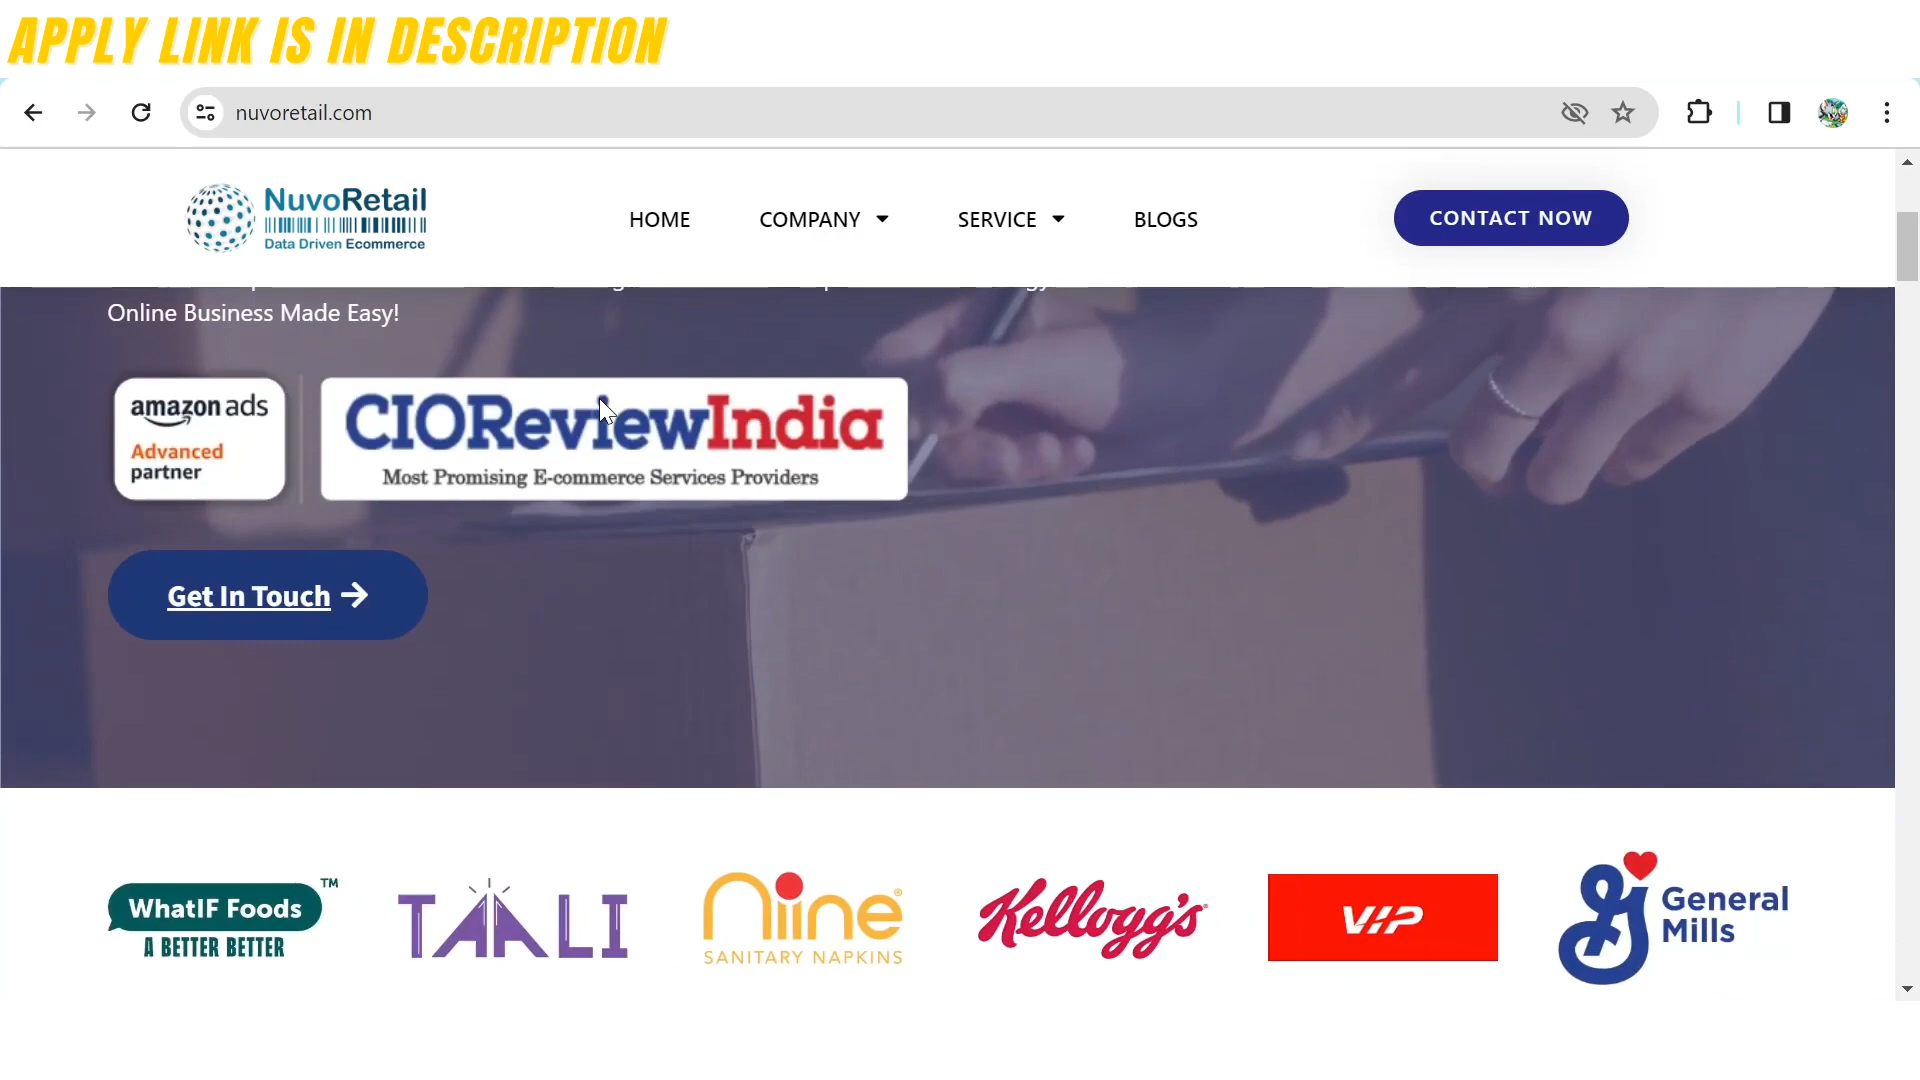 APPLY LINK IS IN DESCRIPTION
nuvoretail.com
NuvoRetail
Data Driven Ecommerce
HOME
COMPANY
SERVICE
BLOGS
CONTACT NOW
Online Business Made Easy!
amazon ads
Advanced
partner
CIOReviewIndia
Most Promising E-commerce Services Providers
Get In Touch
WhatIF Foods
TM
A BETTER BETTER
TAALI
niine®
SANITARY NAPKINS
Kellogg's®
VIP
General
Mills